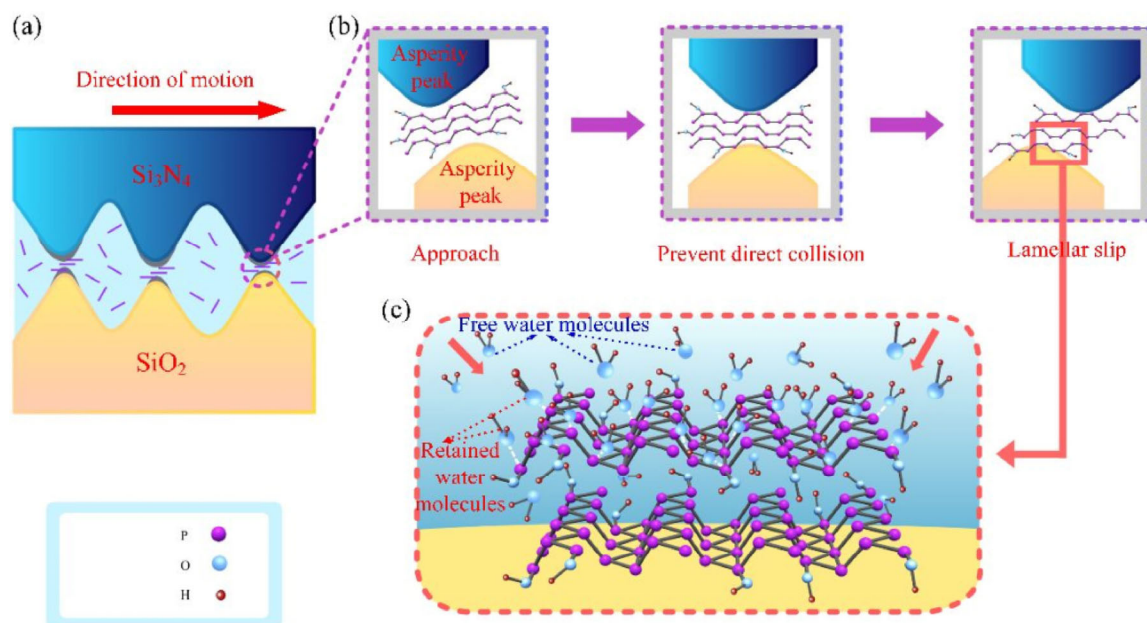 (a)
Direction of motion
Si₃N₄
SiO₂
(b)
Asperity
peak
Asperity
peak
Approach
Prevent direct collision
Lamellar slip
(c)
Free water molecules
Retained
water
molecules
P
O
H